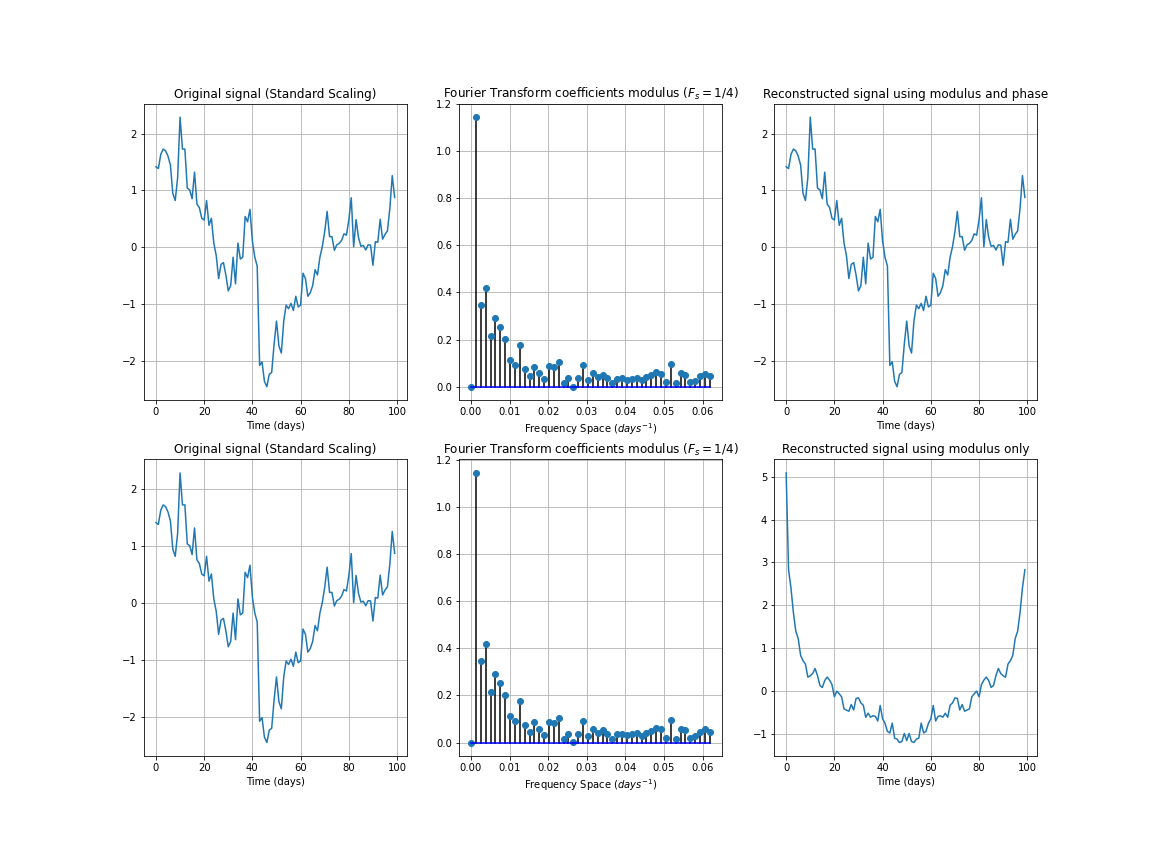 Original signal (Standard Scaling)
Fourier Transform coefficients modulus (F_s = 1/4)
Reconstructed signal using modulus and phase
2
1
0
−1
−2
0 20 40 60 80 100
Time (days)
1.2
1.0
0.8
0.6
0.4
0.2
0.0
0.00 0.01 0.02 0.03 0.04 0.05 0.06
Frequency Space (days⁻¹)
2
1
0
−1
−2
0 20 40 60 80 100
Time (days)
Original signal (Standard Scaling)
Fourier Transform coefficients modulus (F_s = 1/4)
Reconstructed signal using modulus only
2
1
0
−1
−2
0 20 40 60 80 100
Time (days)
1.2
1.0
0.8
0.6
0.4
0.2
0.0
0.00 0.01 0.02 0.03 0.04 0.05 0.06
Frequency Space (days⁻¹)
5
4
3
2
1
0
−1
0 20 40 60 80 100
Time (days)